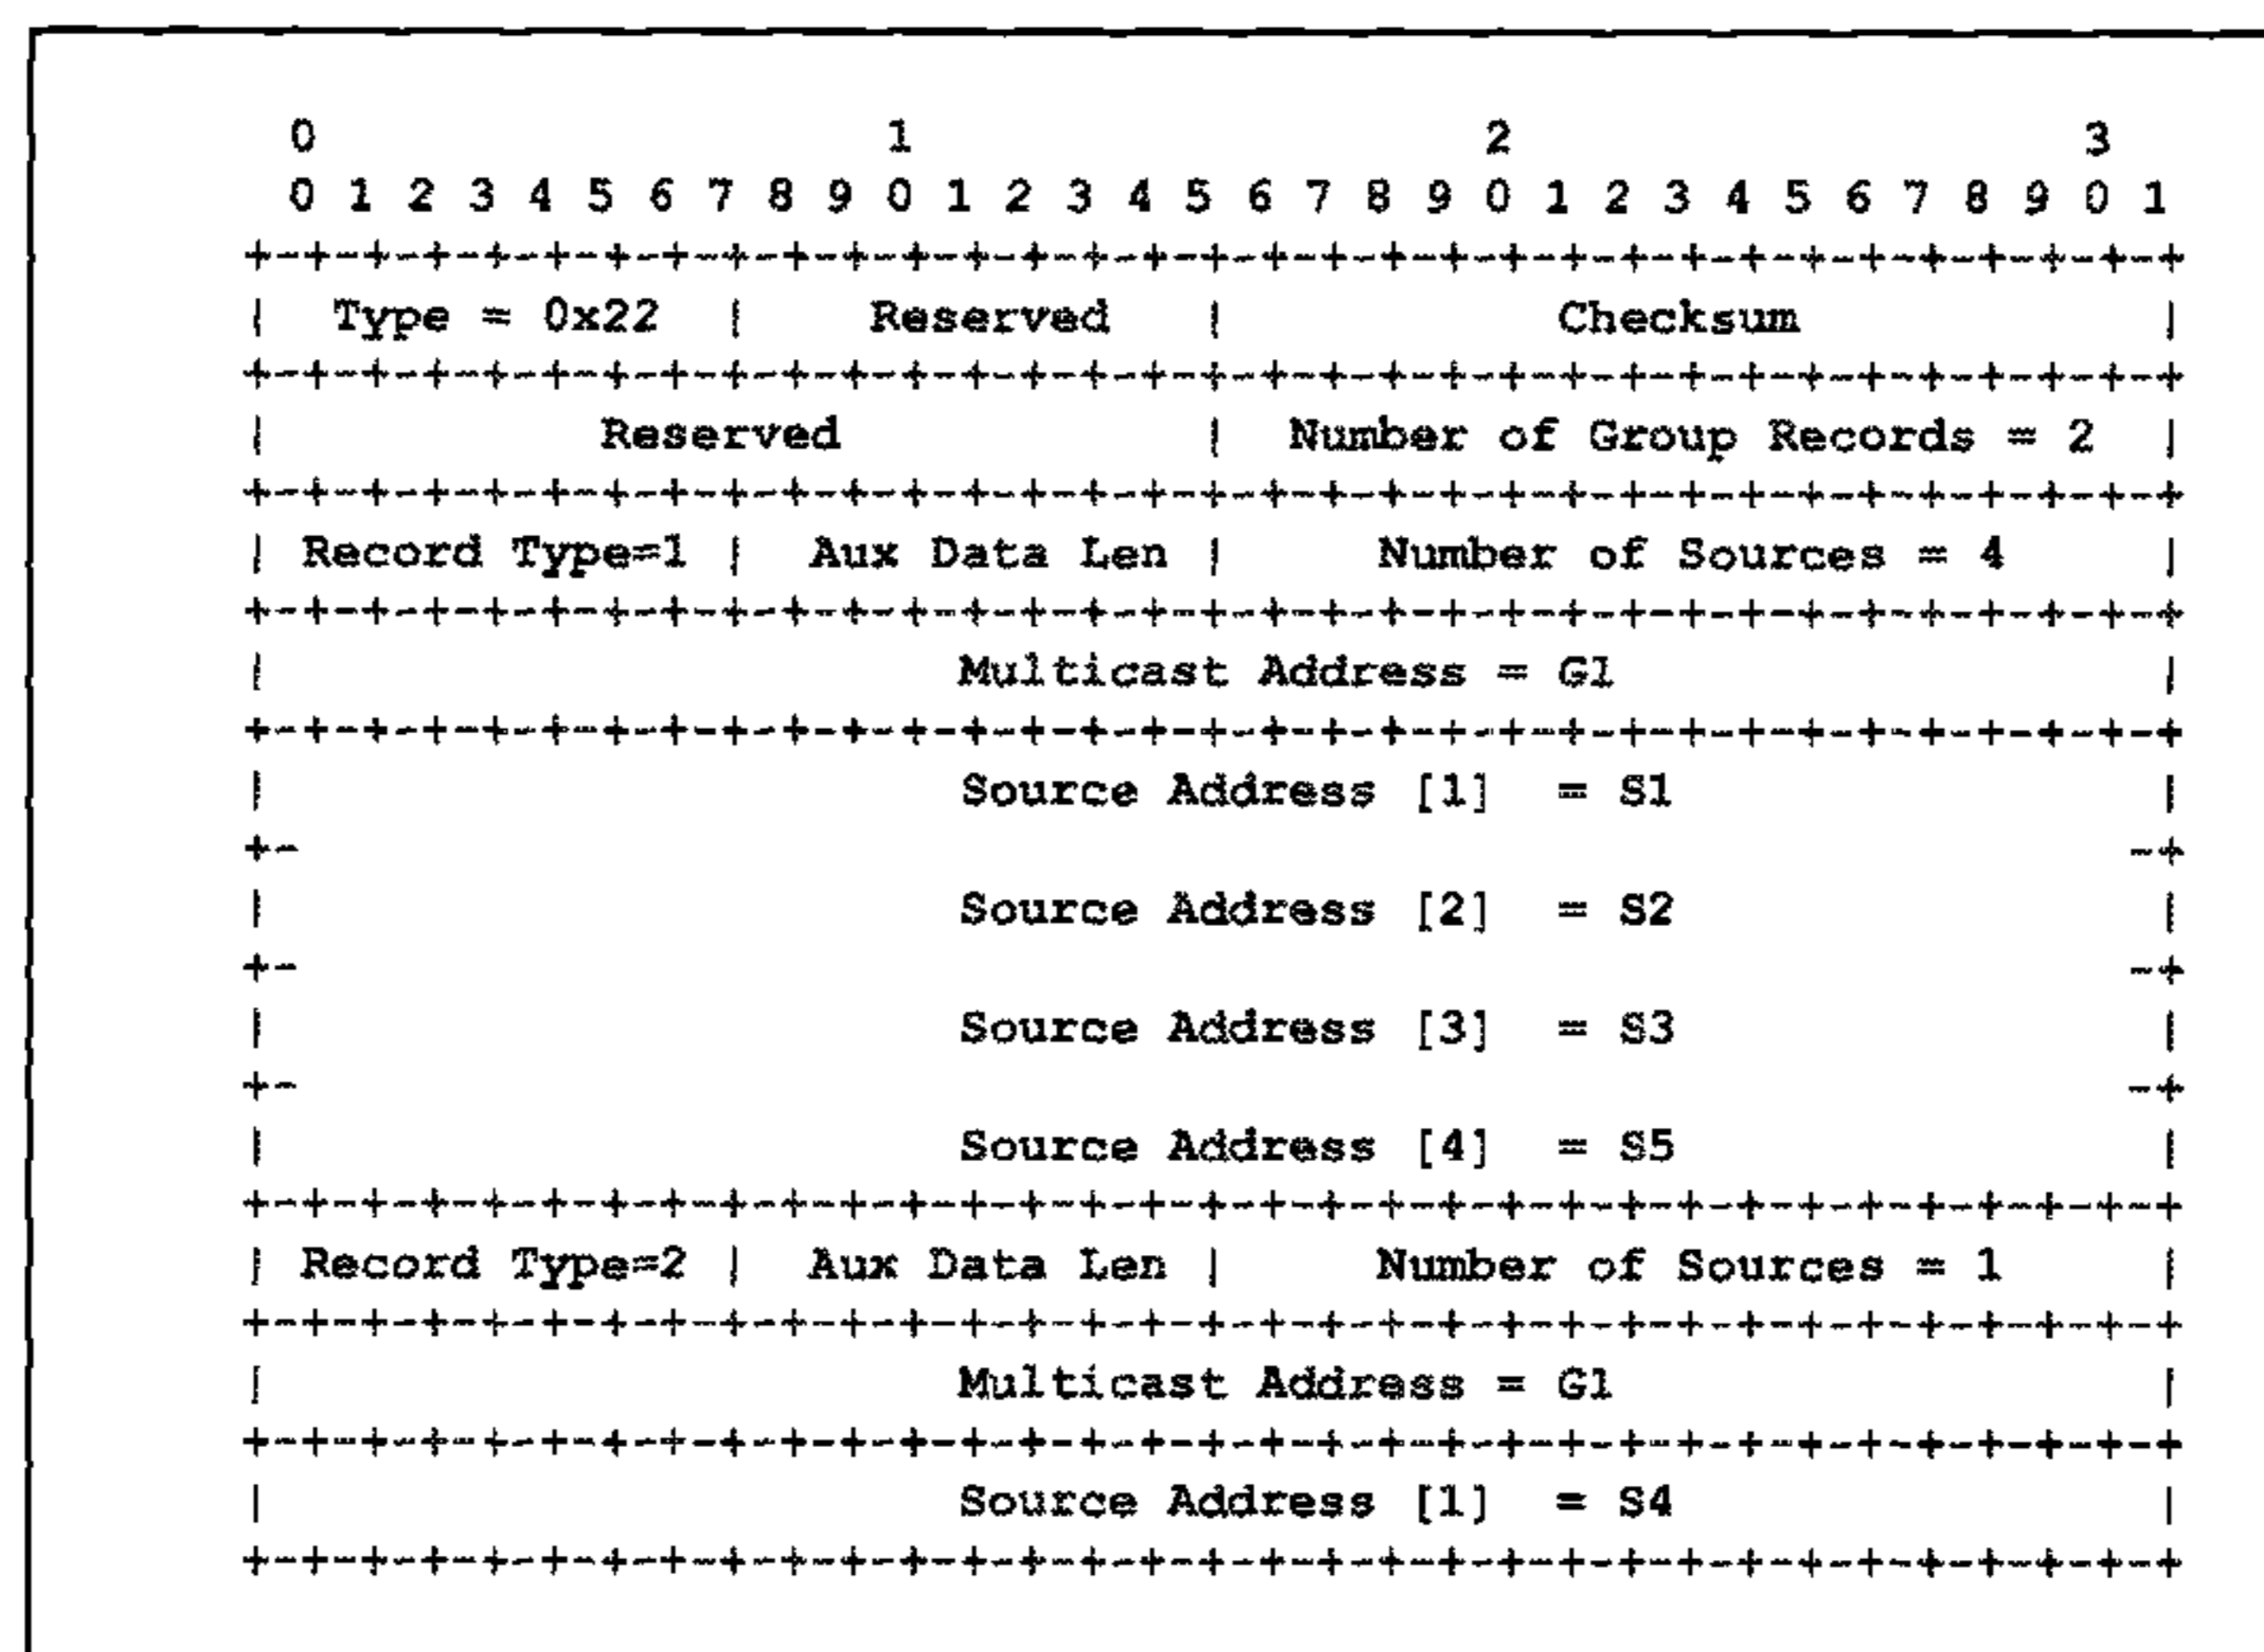 0                   1                   2                   3
0 1 2 3 4 5 6 7 8 9 0 1 2 3 4 5 6 7 8 9 0 1 2 3 4 5 6 7 8 9 0 1
+-+-+-+-+-+-+-+-+-+-+-+-+-+-+-+-+-+-+-+-+-+-+-+-+-+-+-+-+-+-+-+-+
|  Type = 0x22  |    Reserved   |           Checksum            |
+-+-+-+-+-+-+-+-+-+-+-+-+-+-+-+-+-+-+-+-+-+-+-+-+-+-+-+-+-+-+-+-+
|           Reserved            |  Number of Group Records = 2  |
+-+-+-+-+-+-+-+-+-+-+-+-+-+-+-+-+-+-+-+-+-+-+-+-+-+-+-+-+-+-+-+-+
| Record Type=1 |  Aux Data Len |     Number of Sources = 4     |
+-+-+-+-+-+-+-+-+-+-+-+-+-+-+-+-+-+-+-+-+-+-+-+-+-+-+-+-+-+-+-+-+
|                       Multicast Address = G1                  |
+-+-+-+-+-+-+-+-+-+-+-+-+-+-+-+-+-+-+-+-+-+-+-+-+-+-+-+-+-+-+-+-+
|                       Source Address [1]  = S1                |
+-                                                             -+
|                       Source Address [2]  = S2                |
+-                                                             -+
|                       Source Address [3]  = S3                |
+-                                                             -+
|                       Source Address [4]  = S5                |
+-+-+-+-+-+-+-+-+-+-+-+-+-+-+-+-+-+-+-+-+-+-+-+-+-+-+-+-+-+-+-+-+
| Record Type=2 |  Aux Data Len |     Number of Sources = 1     |
+-+-+-+-+-+-+-+-+-+-+-+-+-+-+-+-+-+-+-+-+-+-+-+-+-+-+-+-+-+-+-+-+
|                       Multicast Address = G1                  |
+-+-+-+-+-+-+-+-+-+-+-+-+-+-+-+-+-+-+-+-+-+-+-+-+-+-+-+-+-+-+-+-+
|                       Source Address [1]  = S4                |
+-+-+-+-+-+-+-+-+-+-+-+-+-+-+-+-+-+-+-+-+-+-+-+-+-+-+-+-+-+-+-+-+